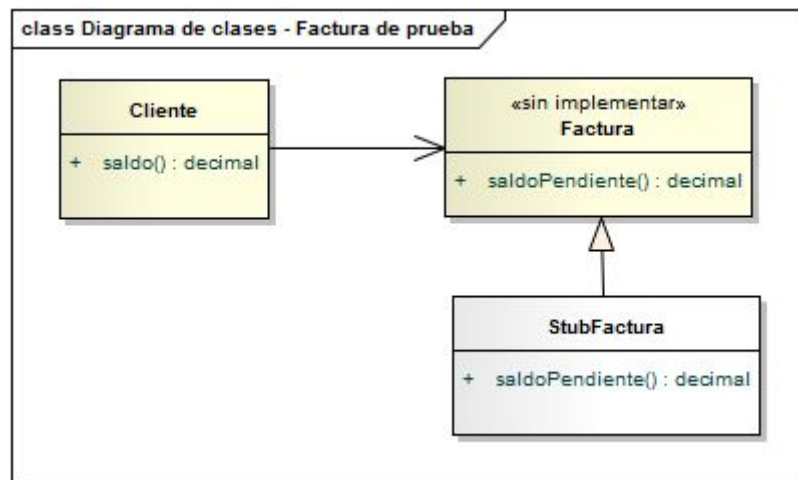 class Diagrama de clases - Factura de prueba
Cliente
+ saldo() : decimal
«sin implementar»
Factura
+ saldoPendiente() : decimal
StubFactura
+ saldoPendiente() : decimal